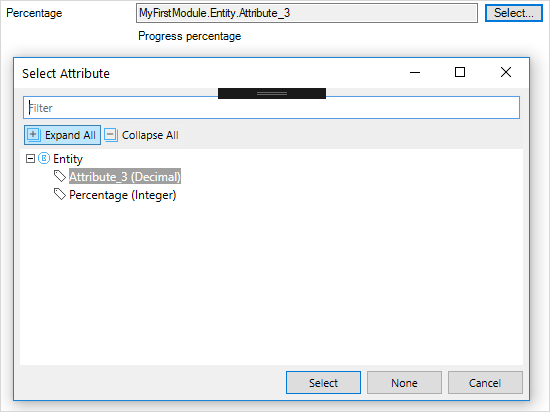 Percentage MyFirstModule.Entity.Attribute_3 Select...
Progress percentage
Select Attribute
Filter
Expand All Collapse All
Entity
Attribute_3 (Decimal)
Percentage (Integer)
Select None Cancel